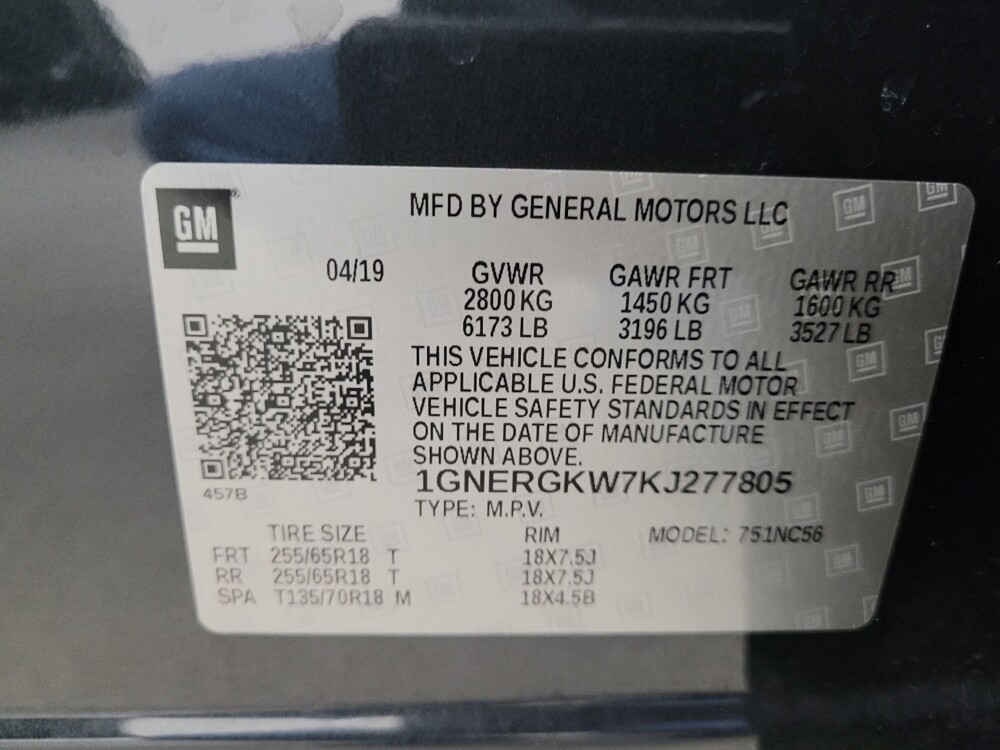 GM
MFD BY GENERAL MOTORS LLC
04/19
GVWR GAWR FRT GAWR RR
2800 KG 1450 KG 1600 KG
6173 LB 3196 LB 3527 LB
THIS VEHICLE CONFORMS TO ALL
APPLICABLE U.S. FEDERAL MOTOR
VEHICLE SAFETY STANDARDS IN EFFECT
ON THE DATE OF MANUFACTURE
SHOWN ABOVE.
1GNERGKW7KJ277805
457B
TYPE: M.P.V.
TIRE SIZE RIM MODEL: 751NC56
FRT 255/65R18 T 18X7.5J
RR 255/65R18 T 18X7.5J
SPA T135/70R18 M 18X4.5B